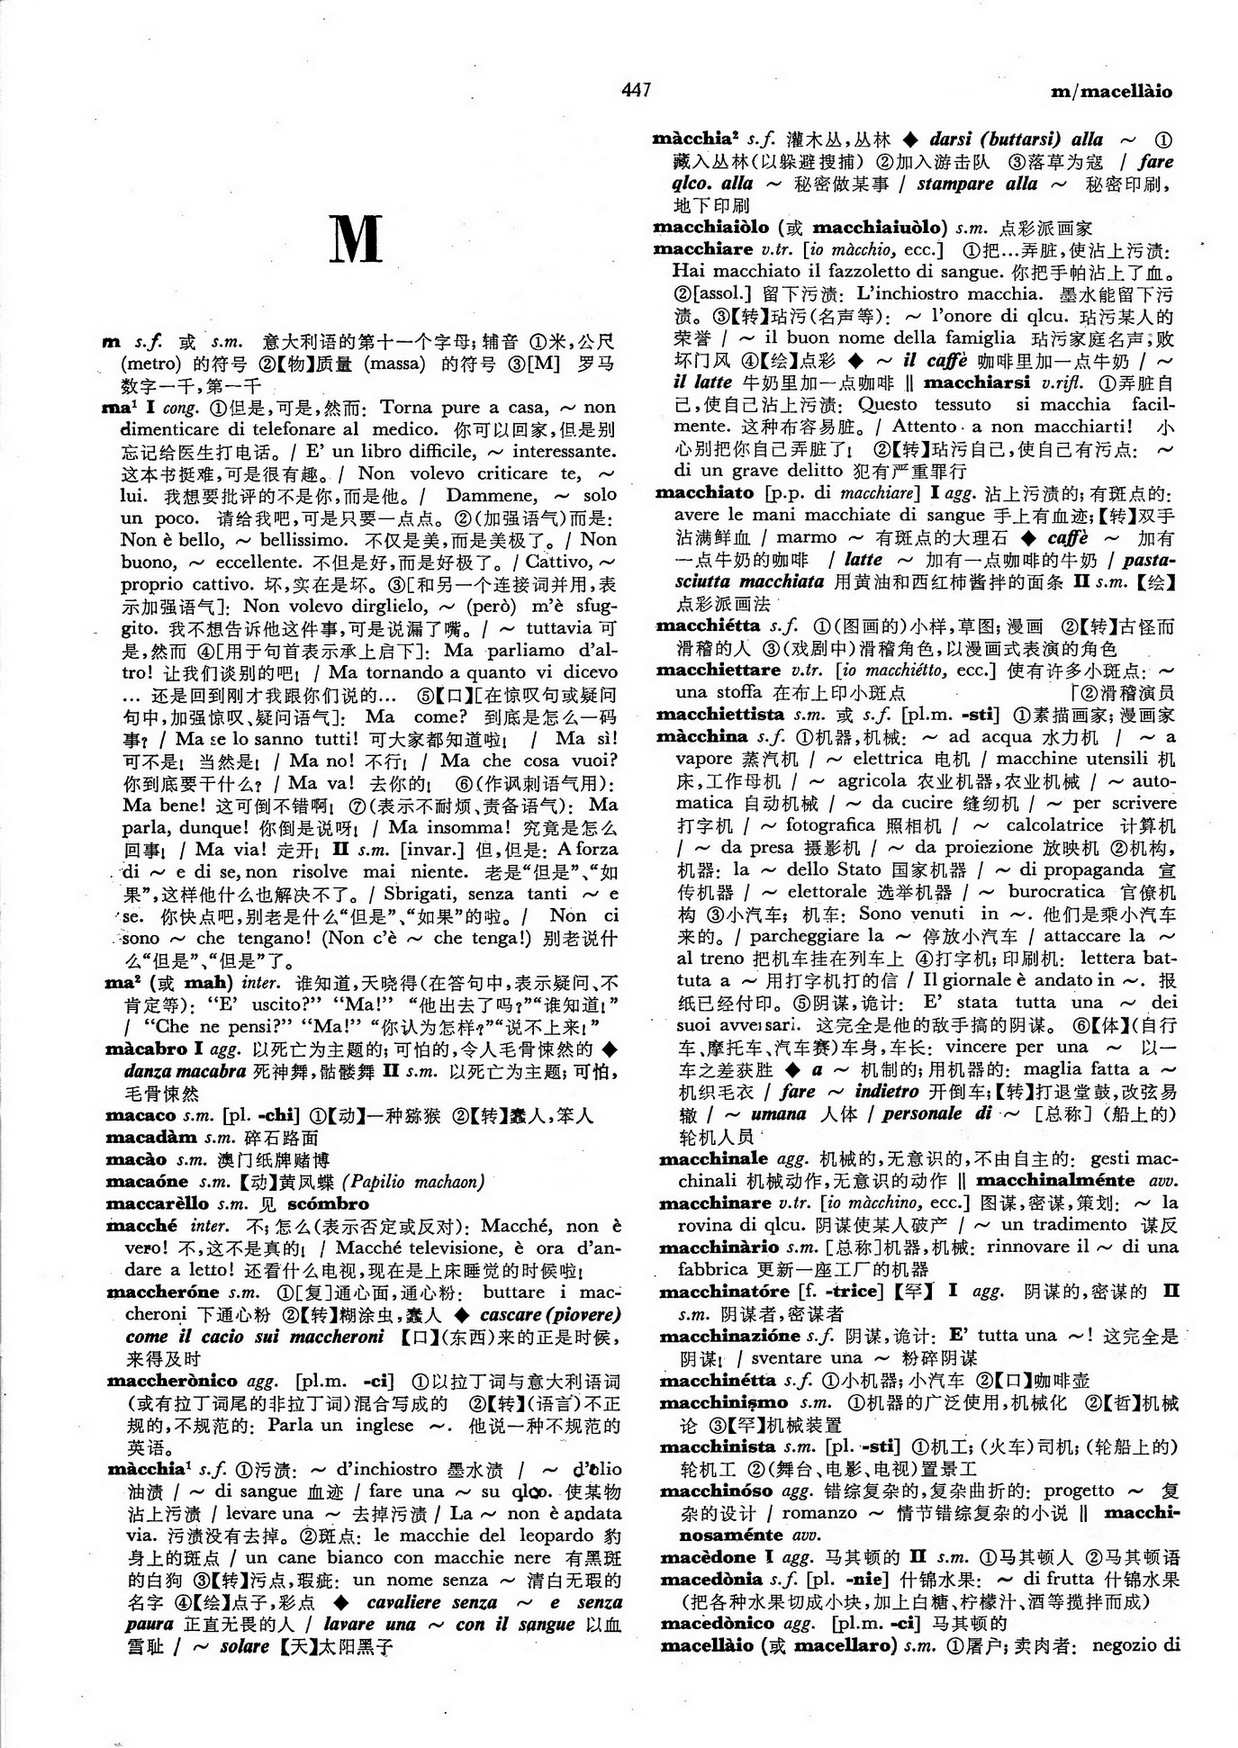 447
m/macellàio
M
m s.f. 或 s.m. 意大利语的第十一个字母; 辅音 ①米,公尺
(metro) 的符号 ②【物】质量 (massa) 的符号 ③[M] 罗马
数字一千,第一千
ma¹ I cong. ①但是,可是,然而: Torna pure a casa, ~ non
dimenticare di telefonare al medico. 你可以回家,但是别
忘记给医生打电话。/ E' un libro difficile, ~ interessante.
这本书挺难,可是很有趣。/ Non volevo criticare te, ~
lui. 我想要批评的不是你,而是他。/ Dammene, ~ solo
un poco. 请给我吧,可是只要一点点。②(加强语气)而是:
Non è bello, ~ bellissimo. 不仅是美,而是美极了。/ Non
buono, ~ eccellente. 不但是好,而是好极了。/ Cattivo, ~
proprio cattivo. 坏,实在是坏。③[和另一个连接词并用,表
示加强语气]: Non volevo dirglielo, ~ (però) m'è sfug-
gito. 我不想告诉他这件事,可是说漏了嘴。/ ~ tuttavia 可
是,然而 ④[用于句首表示承上启下]: Ma parliamo d'al-
tro! 让我们谈别的吧! / Ma tornando a quanto vi dicevo
... 还是回到刚才我跟你们说的... ⑤【口】[在惊叹句或疑问
句中,加强惊叹、疑问语气]: Ma come? 到底是怎么一码
事? / Ma se lo sanno tutti! 可大家都知道啦! / Ma sì!
可不是! 当然是! / Ma no! 不行! / Ma che cosa vuoi?
你到底要干什么? / Ma va! 去你的! ⑥(作讽刺语气用):
Ma bene! 这可倒不错啊! ⑦(表示不耐烦、责备语气): Ma
parla, dunque! 你倒是说呀! / Ma insomma! 究竟是怎么
回事! / Ma via! 走开! II s.m. [invar.] 但,但是: A forza
di ~ e di se, non risolve mai niente. 老是“但是”、“如
果”,这样他什么也解决不了。/ Sbrigati, senza tanti ~ e
se. 你快点吧,别老是什么“但是”、“如果”的啦。/ Non ci
sono ~ che tengano! (Non c'è ~ che tenga!) 别老说什
么“但是”、“但是”了。
ma² (或 mah) inter. 谁知道,天晓得(在答句中,表示疑问、不
肯定等): “E' uscito?” “Ma!” “他出去了吗?”“谁知道!”
/ “Che ne pensi?” “Ma!” “你认为怎样?”“说不上来!”
màcabro I agg. 以死亡为主题的; 可怕的,令人毛骨悚然的 ◆
danza macabra 死神舞,骷髅舞 II s.m. 以死亡为主题; 可怕,
毛骨悚然
macaco s.m. [pl. -chi] ①【动】一种猕猴 ②【转】蠢人,笨人
macadàm s.m. 碎石路面
macào s.m. 澳门纸牌赌博
macaóne s.m. 【动】黄凤蝶 (Papilio machaon)
maccarèllo s.m. 见 scómbro
macché inter. 不; 怎么(表示否定或反对): Macché, non è
vero! 不,这不是真的! / Macché televisione, è ora d'an-
dare a letto! 还看什么电视,现在是上床睡觉的时候啦!
maccheróne s.m. ①[复]通心面,通心粉: buttare i mac-
cheroni 下通心粉 ②【转】糊涂虫,蠢人 ◆ cascare (piovere)
come il cacio sui maccheroni 【口】(东西)来的正是时候,
来得及时
maccherònico agg. [pl.m. -ci] ①以拉丁词与意大利语词
(或有拉丁词尾的非拉丁词)混合写成的 ②【转】(语言)不正
规的,不规范的: Parla un inglese ~. 他说一种不规范的
英语。
màcchia¹ s.f. ①污渍: ~ d'inchiostro 墨水渍 / ~ d'olio
油渍 / ~ di sangue 血迹 / fare una ~ su qlco. 使某物
沾上污渍 / levare una ~ 去掉污渍 / La ~ non è andata
via. 污渍没有去掉。②斑点: le macchie del leopardo 豹
身上的斑点 / un cane bianco con macchie nere 有黑斑
的白狗 ③【转】污点,瑕疵: un nome senza ~ 清白无瑕的
名字 ④【绘】点子,彩点 ◆ cavaliere senza ~ e senza
paura 正直无畏的人 / lavare una ~ con il sangue 以血
雪耻 / ~ solare 【天】太阳黑子
màcchia² s.f. 灌木丛,丛林 ◆ darsi (buttarsi) alla ~ ①
藏入丛林(以躲避搜捕) ②加入游击队 ③落草为寇 / fare
qlco. alla ~ 秘密做某事 / stampare alla ~ 秘密印刷,
地下印刷
macchiaiòlo (或 macchiaiuòlo) s.m. 点彩派画家
macchiare v.tr. [io màcchio, ecc.] ①把...弄脏,使沾上污渍:
Hai macchiato il fazzoletto di sangue. 你把手帕沾上了血。
②[assol.] 留下污渍: L'inchiostro macchia. 墨水能留下污
渍。③【转】玷污(名声等): ~ l'onore di qlcu. 玷污某人的
荣誉 / ~ il buon nome della famiglia 玷污家庭名声; 败
坏门风 ④【绘】点彩 ◆ ~ il caffè 咖啡里加一点牛奶 / ~
il latte 牛奶里加一点咖啡 ‖ macchiarsi v.rifl. ①弄脏自
己,使自己沾上污渍: Questo tessuto si macchia facil-
mente. 这种布容易脏。/ Attento a non macchiarti! 小
心别把你自己弄脏了! ②【转】玷污自己,使自己有污点: ~
di un grave delitto 犯有严重罪行
macchiato [p.p. di macchiare] I agg. 沾上污渍的; 有斑点的:
avere le mani macchiate di sangue 手上有血迹;【转】双手
沾满鲜血 / marmo ~ 有斑点的大理石 ◆ caffè ~ 加有
一点牛奶的咖啡 / latte ~ 加有一点咖啡的牛奶 / pasta-
sciutta macchiata 用黄油和西红柿酱拌的面条 II s.m. 【绘】
点彩派画法
macchiétta s.f. ①(图画的)小样,草图; 漫画 ②【转】古怪而
滑稽的人 ③(戏剧中)滑稽角色,以漫画式表演的角色
macchiettare v.tr. [io macchiétto, ecc.] 使有许多小斑点: ~
una stoffa 在布上印小斑点 「②滑稽演员
macchiettista s.m. 或 s.f. [pl.m. -sti] ①素描画家; 漫画家
màcchina s.f. ①机器,机械: ~ ad acqua 水力机 / ~ a
vapore 蒸汽机 / ~ elettrica 电机 / macchine utensili 机
床,工作母机 / ~ agricola 农业机器,农业机械 / ~ auto-
matica 自动机械 / ~ da cucire 缝纫机 / ~ per scrivere
打字机 / ~ fotografica 照相机 / ~ calcolatrice 计算机
/ ~ da presa 摄影机 / ~ da proiezione 放映机 ②机构,
机器: la ~ dello Stato 国家机器 / ~ di propaganda 宣
传机器 / ~ elettorale 选举机器 / ~ burocratica 官僚机
构 ③小汽车; 机车: Sono venuti in ~. 他们是乘小汽车
来的。/ parcheggiare la ~ 停放小汽车 / attaccare la ~
al treno 把机车挂在列车上 ④打字机; 印刷机: lettera bat-
tuta a ~ 用打字机打的信 / Il giornale è andato in ~. 报
纸已经付印。⑤阴谋,诡计: E' stata tutta una ~ dei
suoi avversari. 这完全是他的敌手搞的阴谋。⑥【体】(自行
车、摩托车、汽车赛)车身,车长: vincere per una ~ 以一
车之差获胜 ◆ a ~ 机制的; 用机器的: maglia fatta a ~
机织毛衣 / fare ~ indietro 开倒车;【转】打退堂鼓,改弦易
辙 / ~ umana 人体 / personale di ~ [总称] (船上的)
轮机人员
macchinale agg. 机械的,无意识的,不由自主的: gesti mac-
chinali 机械动作,无意识的动作 ‖ macchinalménte avv.
macchinare v.tr. [io màcchino, ecc.] 图谋,密谋,策划: ~ la
rovina di qlcu. 阴谋使某人破产 / ~ un tradimento 谋反
macchinàrio s.m. [总称]机器,机械: rinnovare il ~ di una
fabbrica 更新一座工厂的机器
macchinatóre [f. -trice] 【罕】 I agg. 阴谋的,密谋的 II
s.m. 阴谋者,密谋者
macchinazióne s.f. 阴谋,诡计: E' tutta una ~! 这完全是
阴谋! / sventare una ~ 粉碎阴谋
macchinétta s.f. ①小机器; 小汽车 ②【口】咖啡壶
macchinismo s.m. ①机器的广泛使用,机械化 ②【哲】机械
论 ③【罕】机械装置
macchinista s.m. [pl. -sti] ①机工; (火车)司机; (轮船上的)
轮机工 ②(舞台、电影、电视)置景工
macchinóso agg. 错综复杂的,复杂曲折的: progetto ~ 复
杂的设计 / romanzo ~ 情节错综复杂的小说 ‖ macchi-
nosaménte avv.
macèdone I agg. 马其顿的 II s.m. ①马其顿人 ②马其顿语
macedònia s.f. [pl. -nie] 什锦水果: ~ di frutta 什锦水果
(把各种水果切成小块,加上白糖、柠檬汁、酒等搅拌而成)
macedònico agg. [pl.m. -ci] 马其顿的
macellàio (或 macellaro) s.m. ①屠户; 卖肉者: negozio di